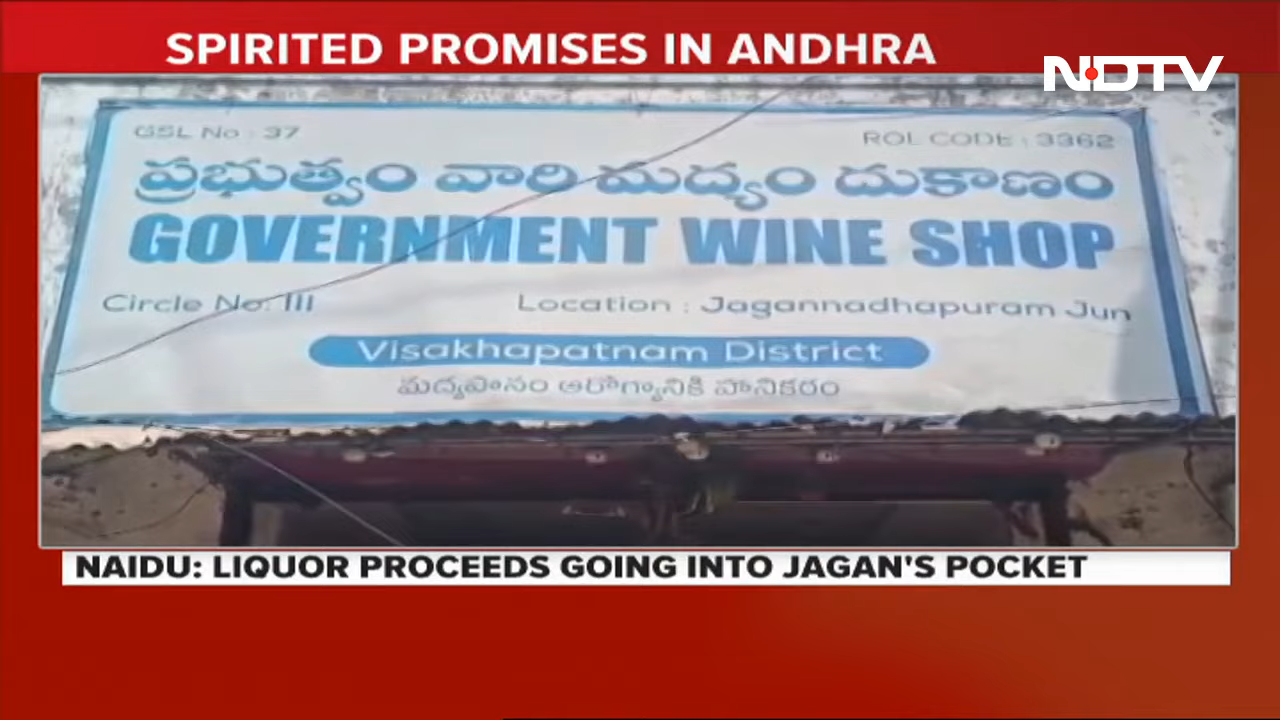 SPIRITED PROMISES IN ANDHRA
NDTV
GSL No : 37
ROL CODE : 3362
ప్రభుత్వం వారి మద్యం దుకాణం
GOVERNMENT WINE SHOP
Circle No. III
Location : Jagannadhapuram Jun
Visakhapatnam District
మద్యపానం ఆరోగ్యానికి హానికరం
NAIDU: LIQUOR PROCEEDS GOING INTO JAGAN'S POCKET